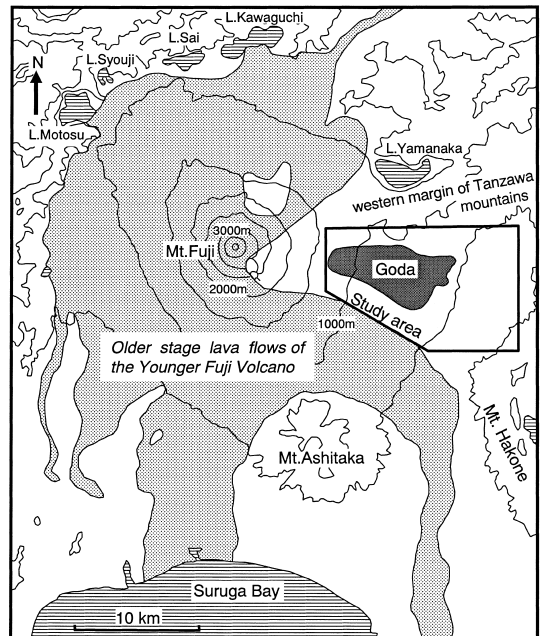 L.Kawaguchi
L.Sai
L.Syouji
N
L.Motosu
L.Yamanaka
western margin of Tanzawa
mountains
3000m
Mt.Fuji
Goda
2000m
Study area
1000m
Older stage lava flows of
the Younger Fuji Volcano
Mt. Hakone
Mt.Ashitaka
Suruga Bay
10 km